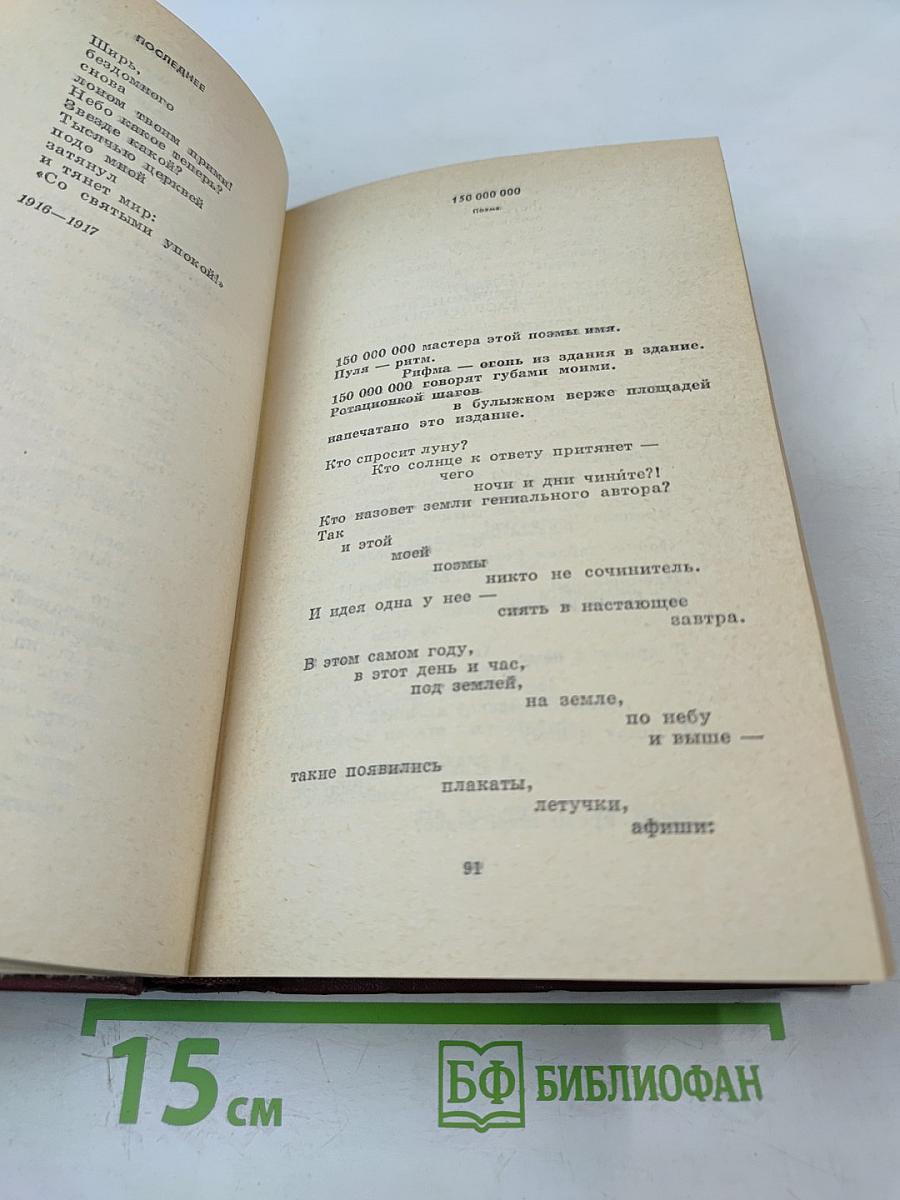 ПОСЛЕДНЕЕ
Ширь,
бездомного
снова
лоном твоим прими!
Небо какое теперь?
Звезде какой?
Тысячью церквей
подо мной
затянул
и тянет мир:
«Со святыми упокой!»
1916—1917
150 000 000
Поэма
150 000 000 мастера этой поэмы имя.
Пуля — ритм.
Рифма — огонь из здания в здание.
150 000 000 говорят губами моими.
Ротационкой шагов
в булыжном верже площадей
напечатано это издание.
Кто спросит луну?
Кто солнце к ответу притянет —
чего
ночи и дни чини́те?!
Кто назовет земли гениального автора?
Так
и этой
моей
поэмы
никто не сочинитель.
И идея одна у нее —
сиять в настающее
завтра.
В этом самом году,
в этот день и час,
под землей,
на земле,
по небу
и выше —
такие появились
плакаты,
летучки,
афиши:
91
15 см
БФ БИБЛИОФАН